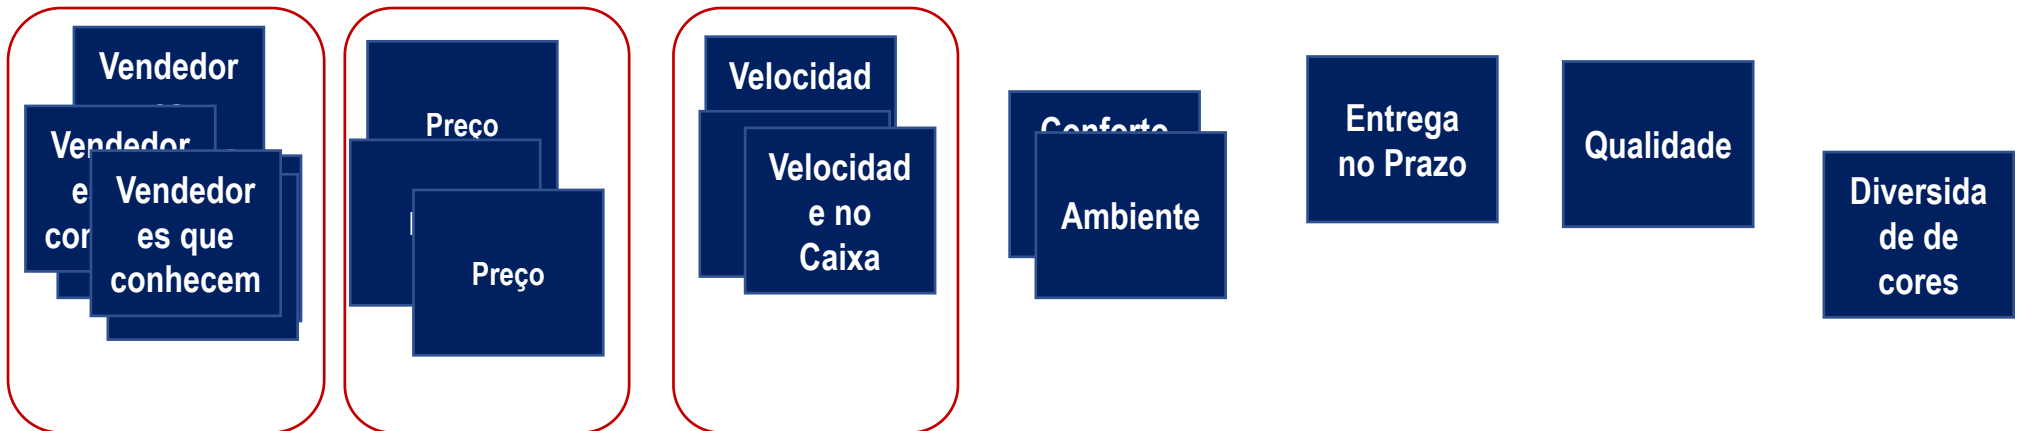 Vendedor
Vendedor
Vendedor
es que
conhecem
Preço
Preço
Velocidad
Velocidad
e no
Caixa
Conforto
Ambiente
Entrega
no Prazo
Qualidade
Diversida
de de
cores